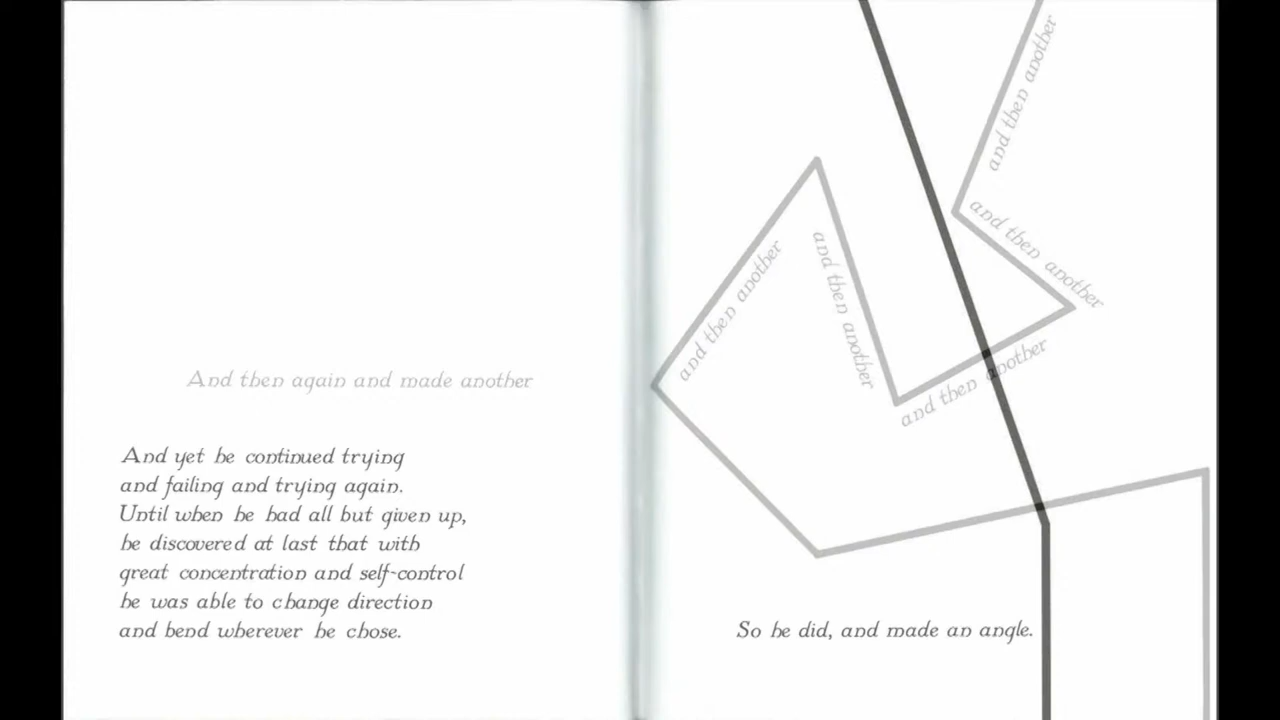 And then again and made another
And yet he continued trying
and failing and trying again.
Until when he had all but given up,
he discovered at last that with
great concentration and self-control
he was able to change direction
and bend wherever he chose.
So he did, and made an angle.
and then another
and then another
and then another
and then another
and then another